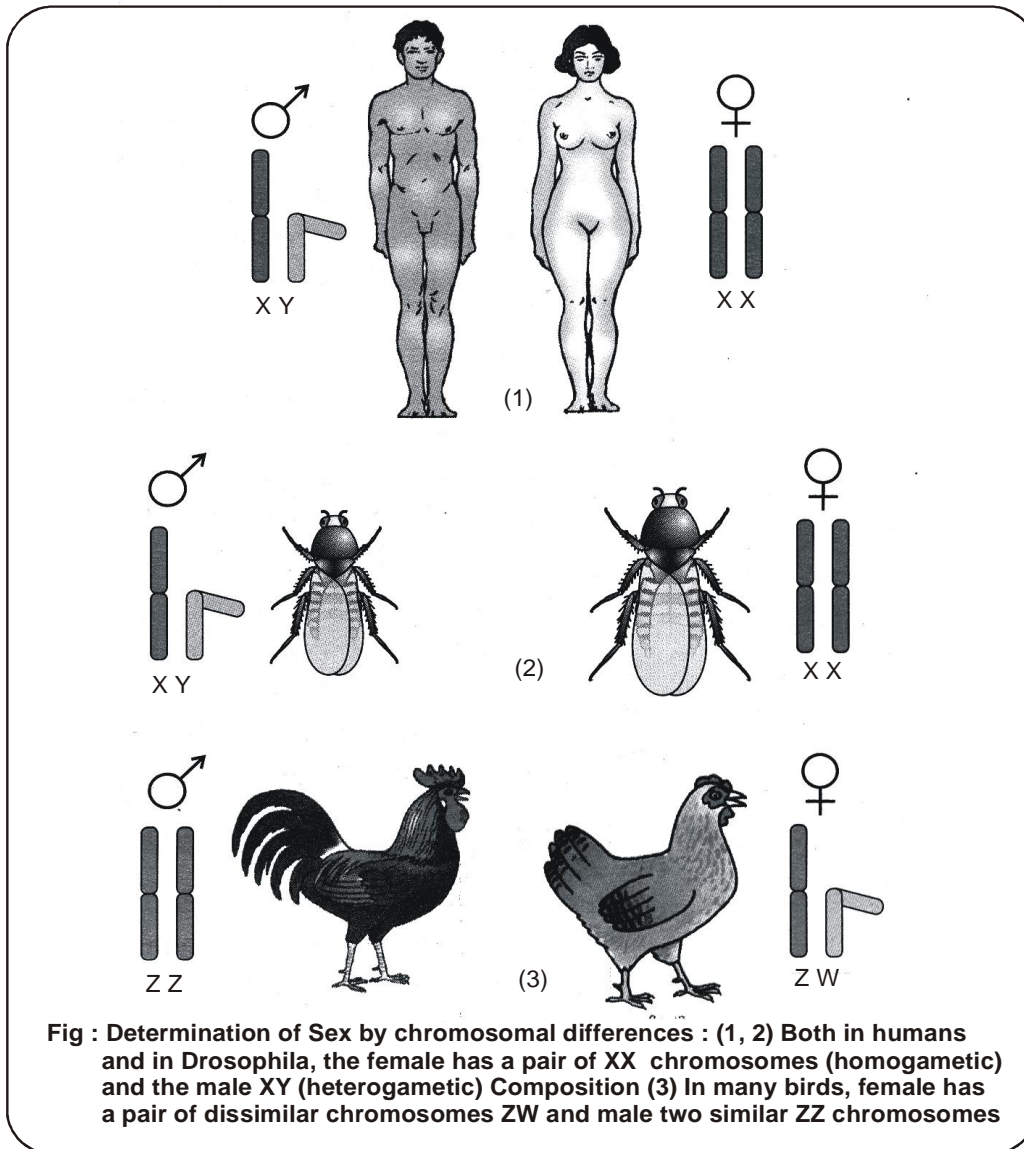 X Y
X X
(1)
X Y
(2)
X X
Z Z
(3)
Z W
Fig : Determination of Sex by chromosomal differences : (1, 2) Both in humans
and in Drosophila, the female has a pair of XX chromosomes (homogametic)
and the male XY (heterogametic) Composition (3) In many birds, female has
a pair of dissimilar chromosomes ZW and male two similar ZZ chromosomes